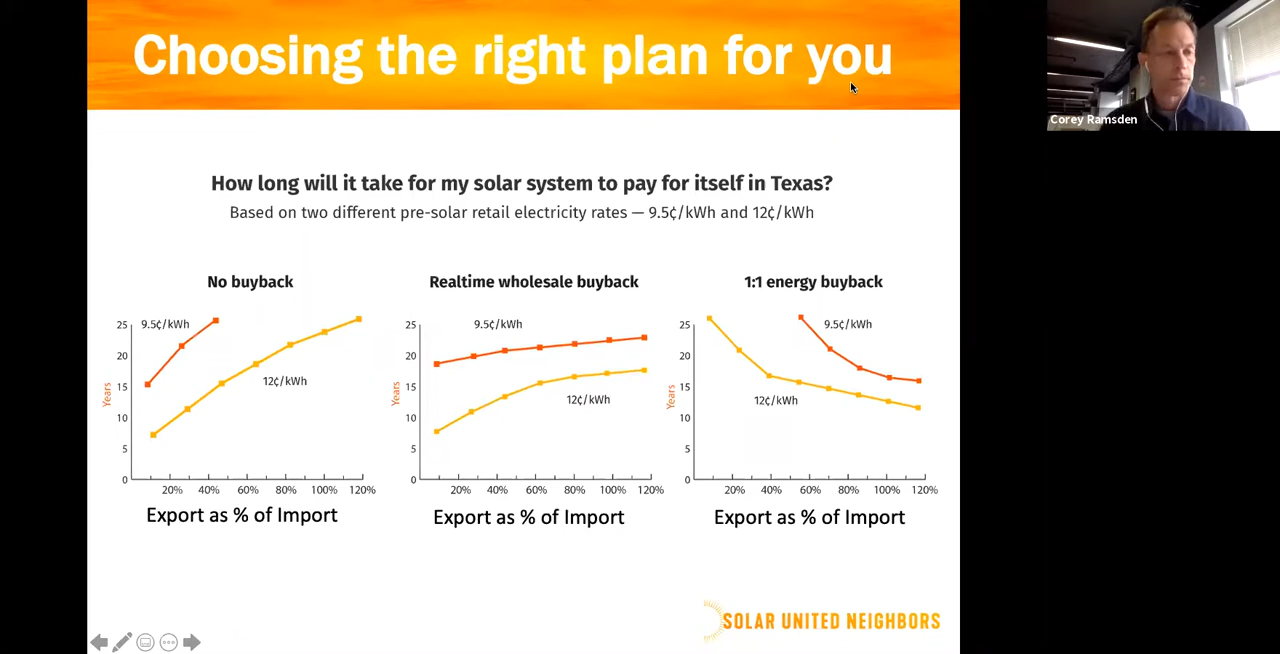 Choosing the right plan for you
Corey Ramsden
How long will it take for my solar system to pay for itself in Texas?
Based on two different pre-solar retail electricity rates — 9.5¢/kWh and 12¢/kWh
No buyback
25
20
15
10
5
0
Years
9.5¢/kWh
12¢/kWh
20% 40% 60% 80% 100% 120%
Export as % of Import
Realtime wholesale buyback
25
20
15
10
5
0
Years
9.5¢/kWh
12¢/kWh
20% 40% 60% 80% 100% 120%
Export as % of Import
1:1 energy buyback
25
20
15
10
5
0
Years
9.5¢/kWh
12¢/kWh
20% 40% 60% 80% 100% 120%
Export as % of Import
SOLAR UNITED NEIGHBORS